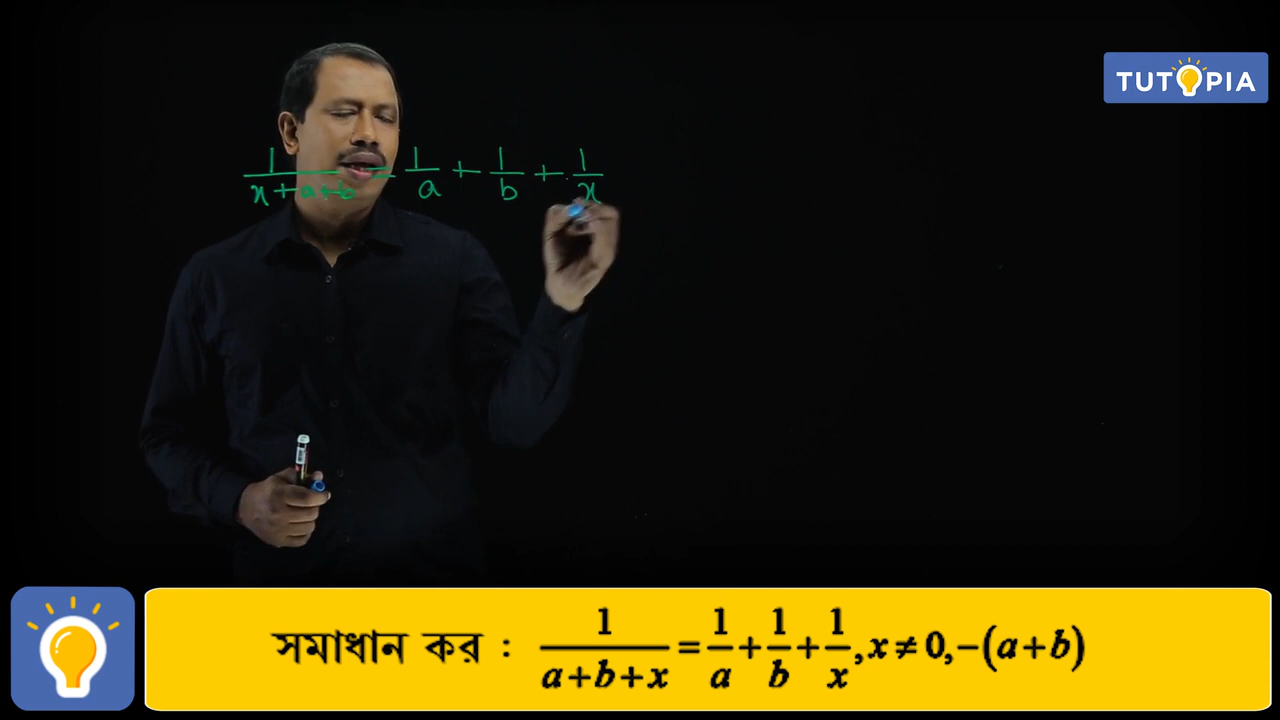 TUTOPIA
1/(x+a+b) = 1/a + 1/b + 1/x
সমাধান কর : 1/(a+b+x) = 1/a + 1/b + 1/x, x ≠ 0, -(a+b)